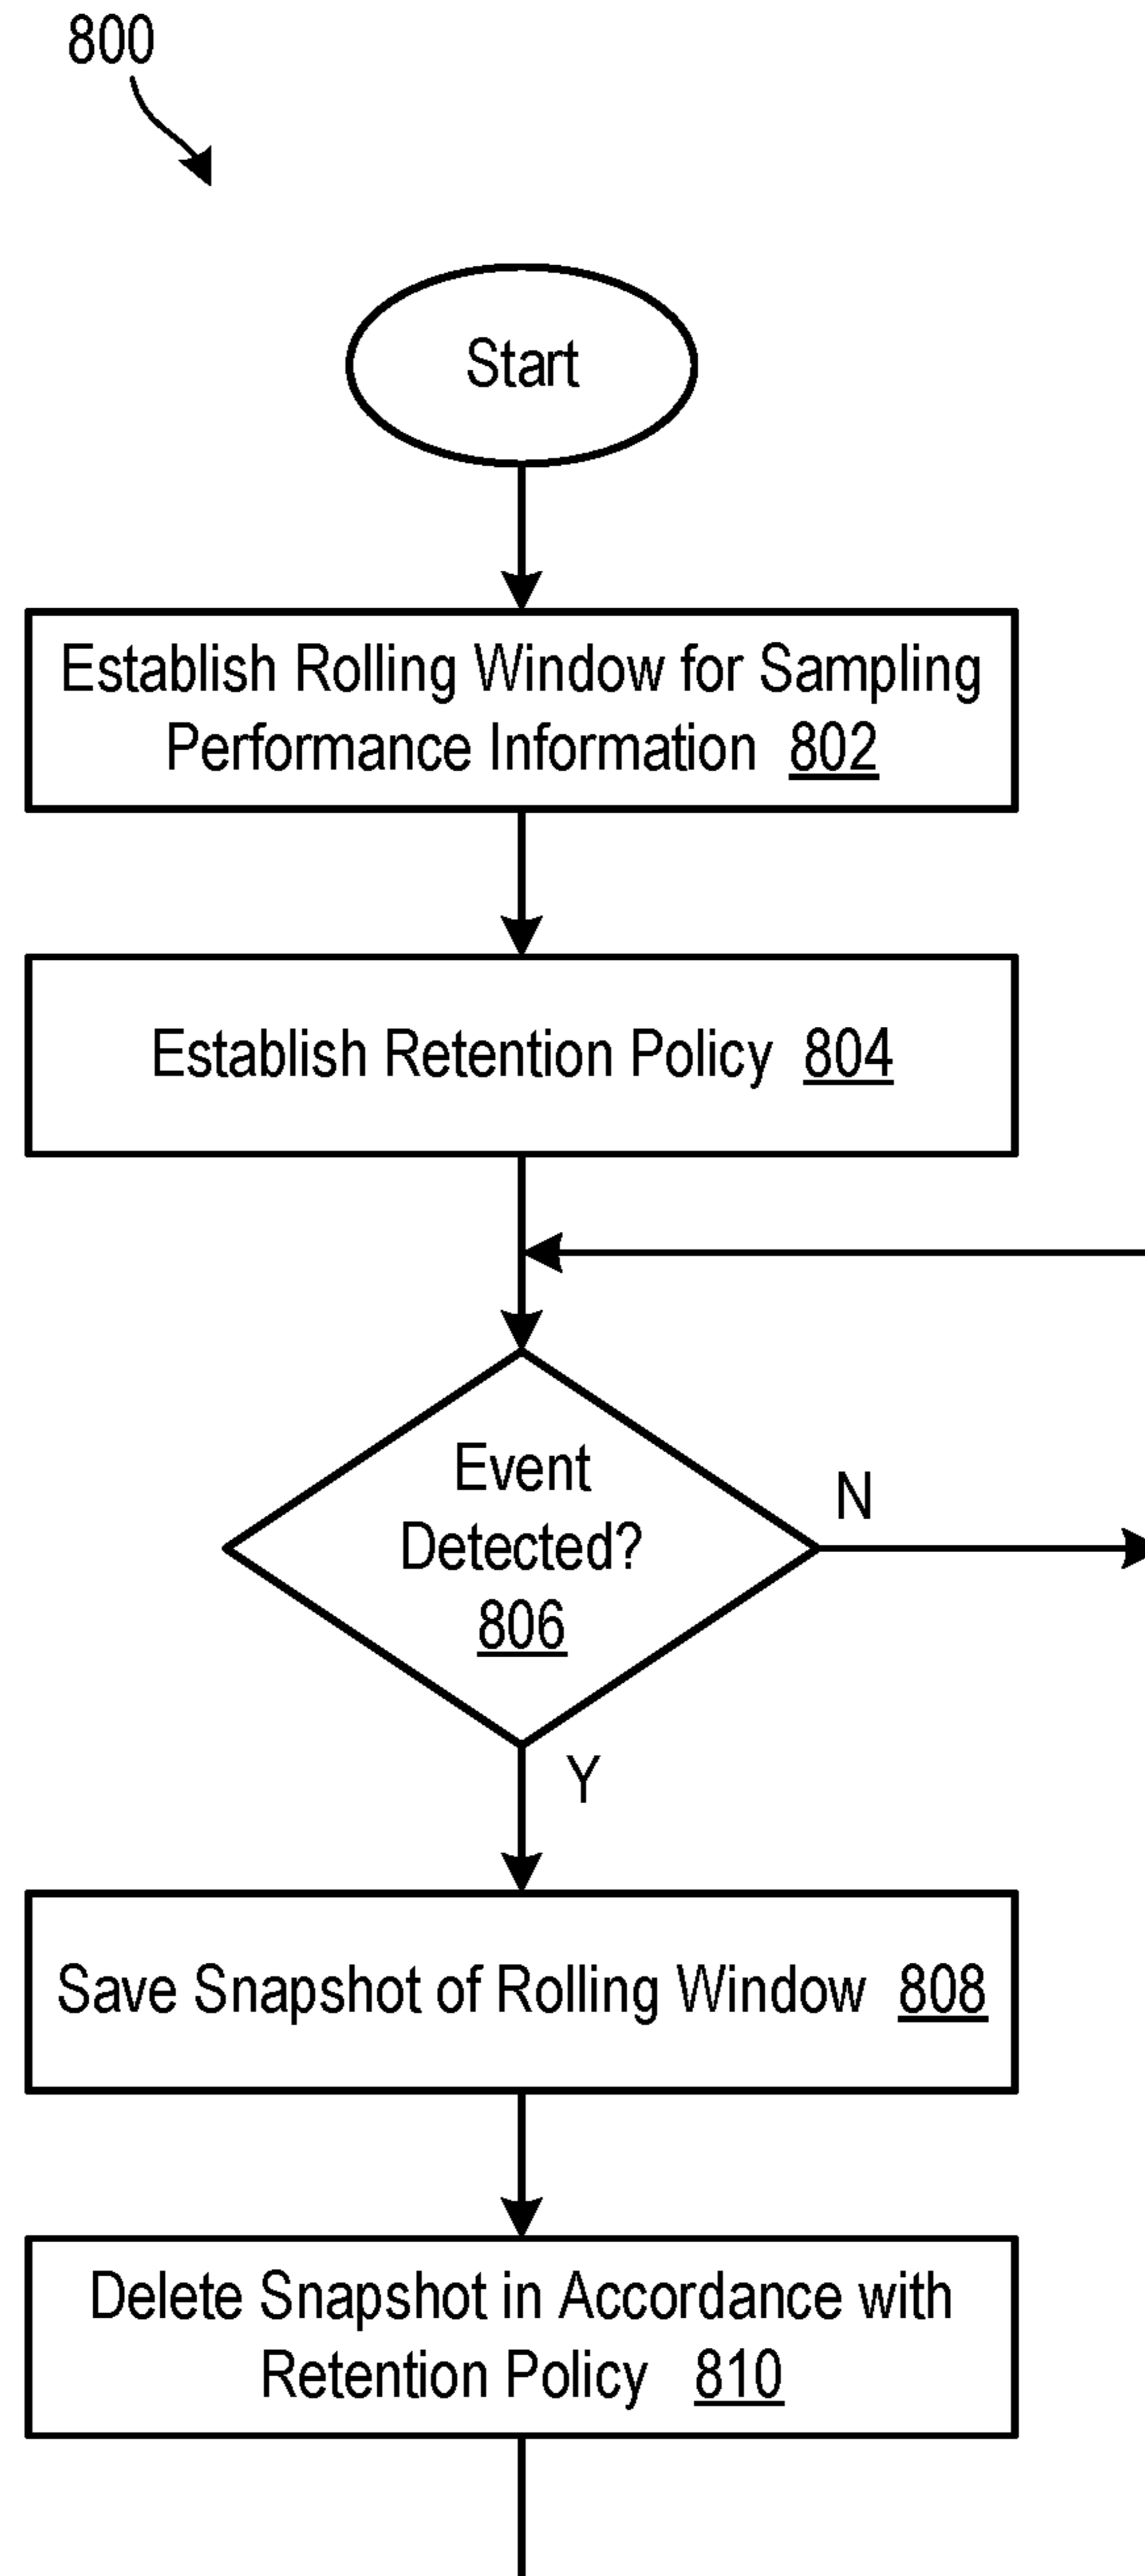 800
Start
Establish Rolling Window for Sampling
Performance Information 802
Establish Retention Policy 804
Event
Detected?
806
N
Y
Save Snapshot of Rolling Window 808
Delete Snapshot in Accordance with
Retention Policy 810